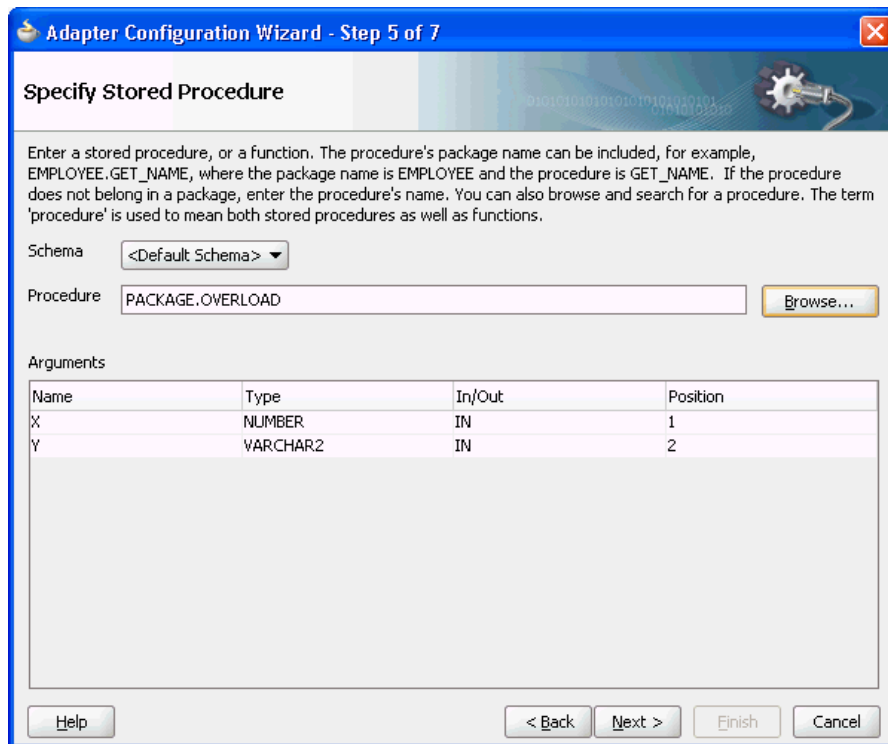 Adapter Configuration Wizard - Step 5 of 7
Specify Stored Procedure
Enter a stored procedure, or a function. The procedure's package name can be included, for example,
EMPLOYEE.GET_NAME, where the package name is EMPLOYEE and the procedure is GET_NAME. If the procedure
does not belong in a package, enter the procedure's name. You can also browse and search for a procedure. The term
'procedure' is used to mean both stored procedures as well as functions.
Schema <Default Schema>
Procedure PACKAGE.OVERLOAD Browse...
Arguments
Name Type In/Out Position
X NUMBER IN 1
Y VARCHAR2 IN 2
Help < Back Next > Finish Cancel